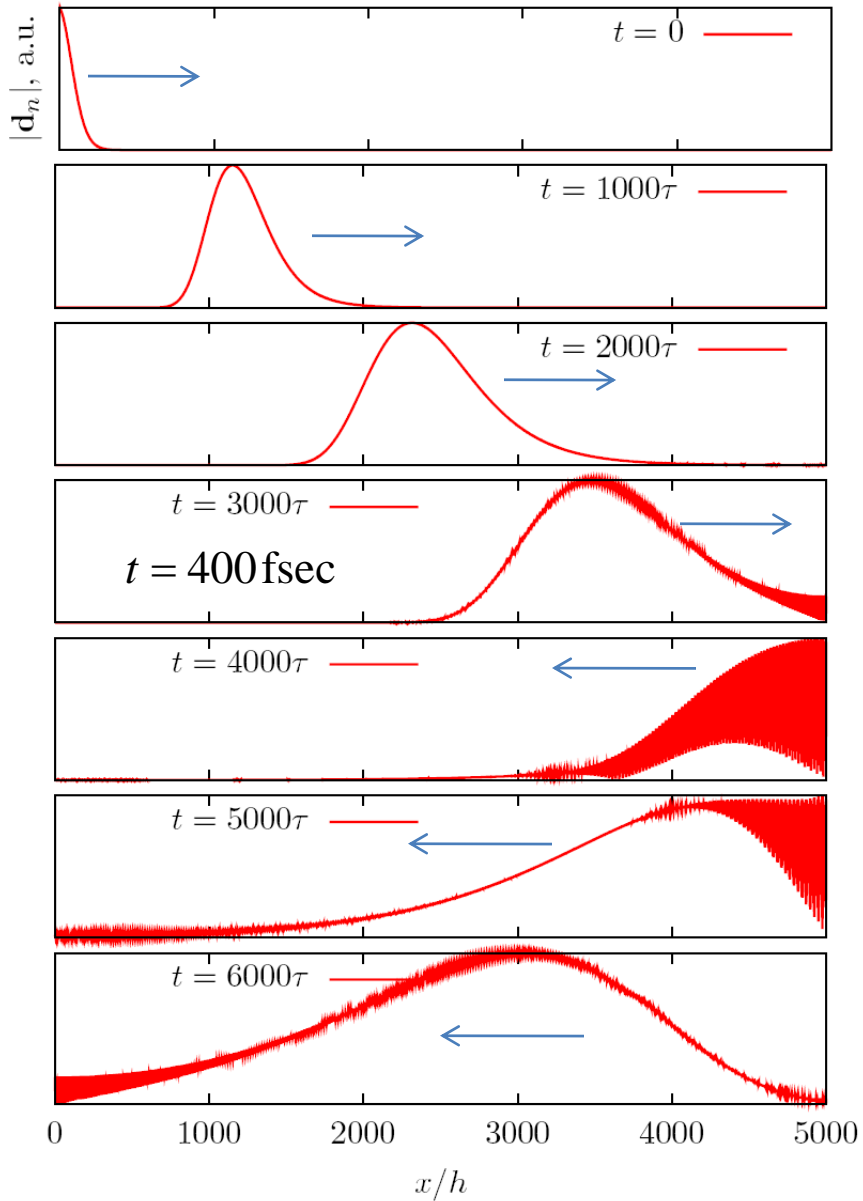 |d_n|, a.u.
t = 0
t = 1000τ
t = 2000τ
t = 3000τ
t = 400 fsec
t = 4000τ
t = 5000τ
t = 6000τ
0 1000 2000 3000 4000 5000
x/h